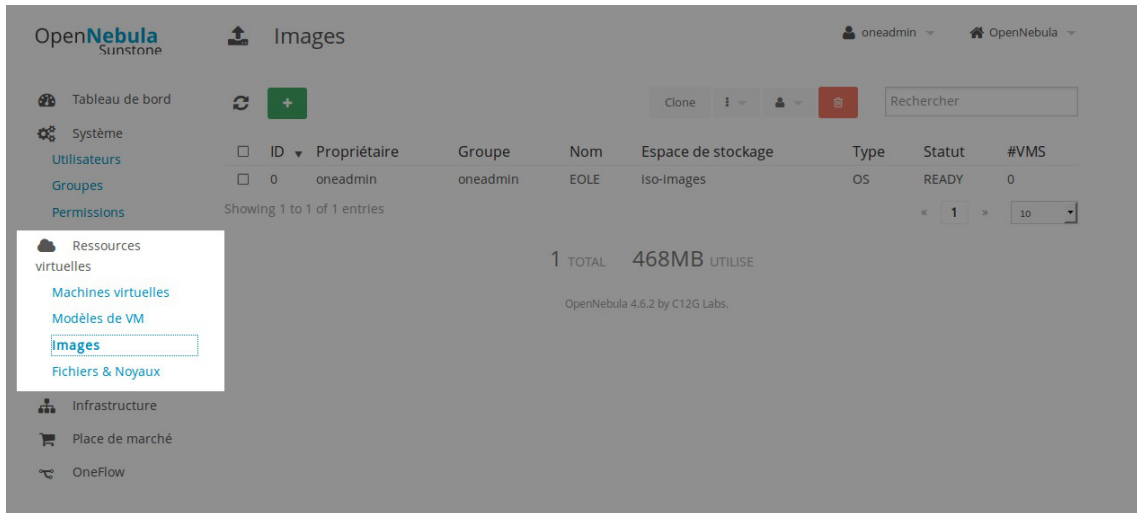 OpenNebula
Sunstone
Images
oneadmin
OpenNebula
Tableau de bord
Clone
Rechercher
Système
Utilisateurs
Groupes
Permissions
ID Propriétaire Groupe Nom Espace de stockage Type Statut #VMS
0 oneadmin oneadmin EOLE iso-images OS READY 0
Showing 1 to 1 of 1 entries
« 1 » 10
Ressources
virtuelles
Machines virtuelles
Modèles de VM
Images
Fichiers & Noyaux
1 TOTAL 468MB UTILISE
OpenNebula 4.6.2 by C12G Labs.
Infrastructure
Place de marché
OneFlow